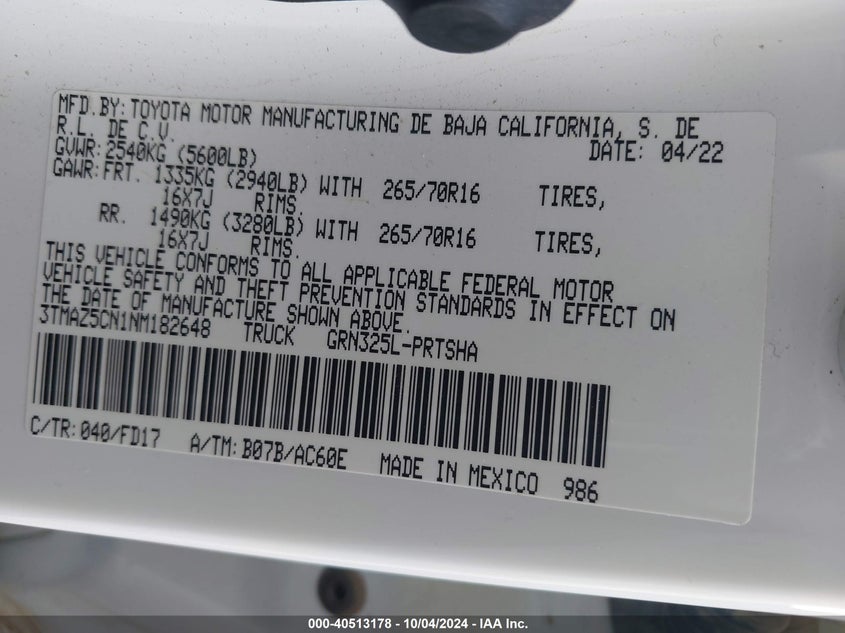 MFD.BY:TOYOTA MOTOR MANUFACTURING DE BAJA CALIFORNIA, S. DE
R.L. DE C.V. DATE: 04/22
GVWR:2540KG (5600LB)
GAWR:FRT. 1335KG (2940LB) WITH 265/70R16 TIRES,
16X7J RIMS.
RR. 1490KG (3280LB) WITH 265/70R16 TIRES,
16X7J RIMS.
THIS VEHICLE CONFORMS TO ALL APPLICABLE FEDERAL MOTOR
VEHICLE SAFETY AND THEFT PREVENTION STANDARDS IN EFFECT ON
THE DATE OF MANUFACTURE SHOWN ABOVE.
3TMAZ5CN1NM182648 TRUCK GRN325L-PRTSHA
C/TR:040/FD17 A/TM:B07B/AC60E MADE IN MEXICO 986
000-40513178 - 10/04/2024 - IAA Inc.